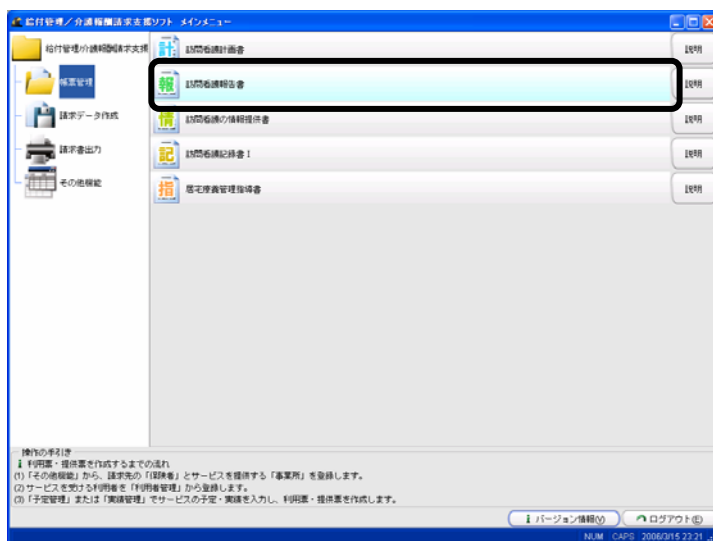 給付管理／介護報酬請求支援ソフト メインメニュー
給付管理/介護報酬請求支援
帳票管理
請求データ作成
請求書出力
その他機能
計 訪問看護計画書 説明
報 訪問看護報告書 説明
情 訪問看護の情報提供書 説明
記 訪問看護記録書Ⅰ 説明
指 居宅療養管理指導書 説明
操作の手引き
利用票・提供票を作成するまでの流れ
(1)「その他機能」から、請求先の「保険者」とサービスを提供する「事業所」を登録します。
(2)サービスを受ける利用者を「利用者管理」から登録します。
(3)「予定管理」または「実績管理」でサービスの予定・実績を入力し、利用票・提供票を作成します。
バージョン情報(V) ログアウト(E)
NUM CAPS 2006/3/15 23:21